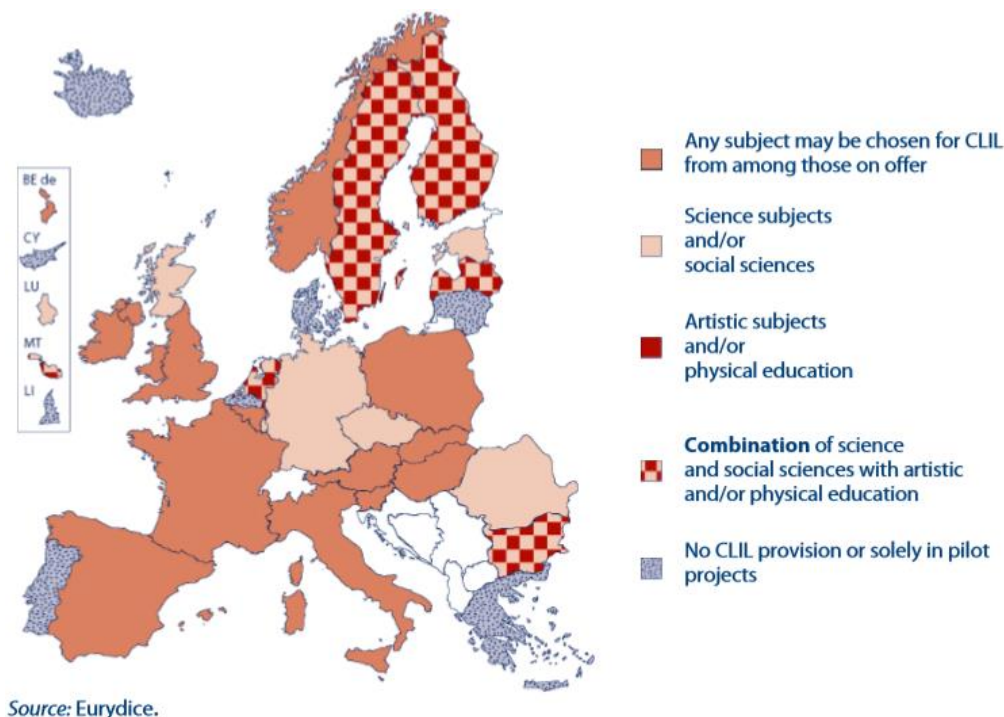 BE de
CY
LU
MT
LI
Any subject may be chosen for CLIL
from among those on offer
Science subjects
and/or
social sciences
Artistic subjects
and/or
physical education
Combination of science
and social sciences with artistic
and/or physical education
No CLIL provision or solely in pilot
projects
Source: Eurydice.